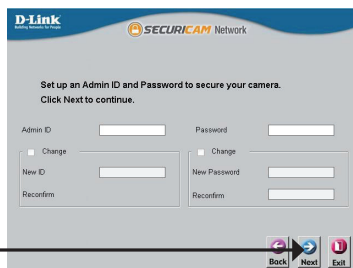 D-Link
Building Networks for People
SECURICAM Network
Set up an Admin ID and Password to secure your camera.
Click Next to continue.
Admin ID
Password
Change
Change
New ID
New Password
Reconfirm
Reconfirm
Back Next Exit